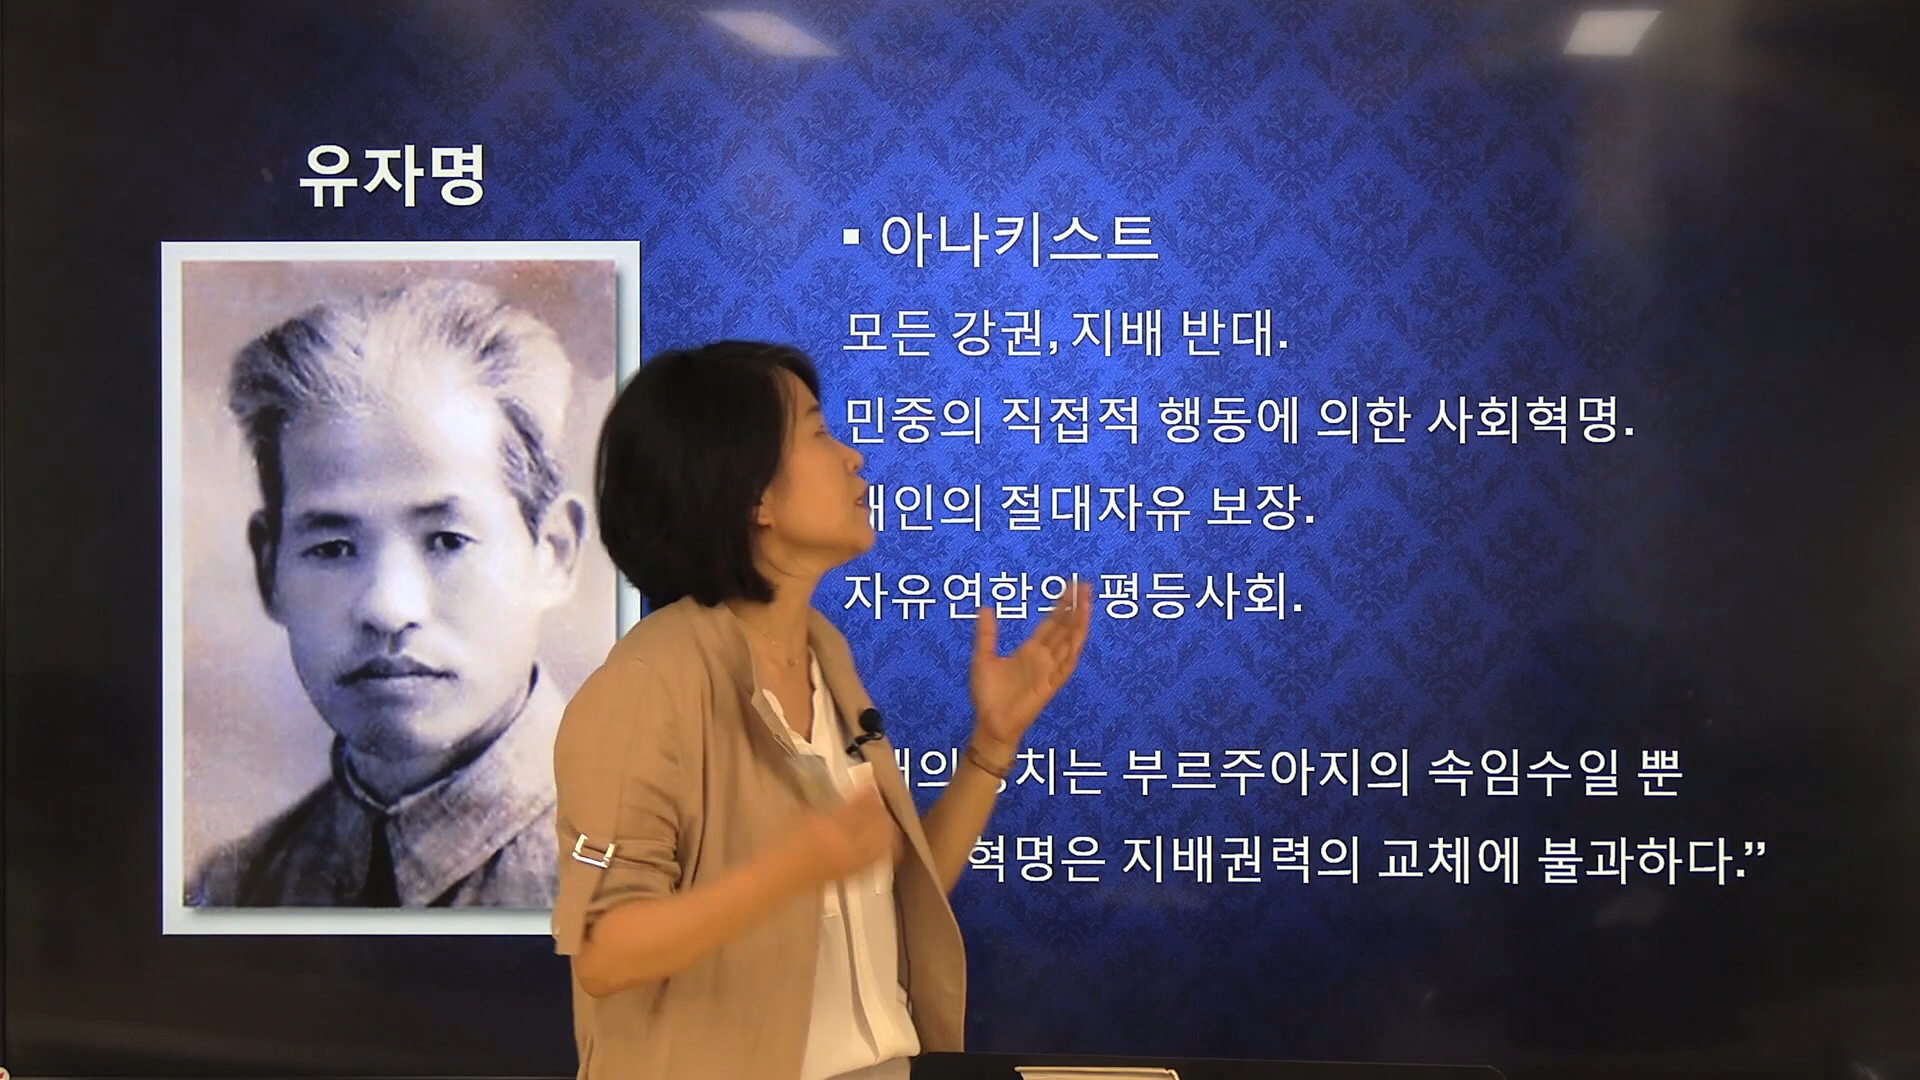 유자명
▪ 아나키스트
모든 강권, 지배 반대.
민중의 직접적 행동에 의한 사회혁명.
절대자유 보장.
자유연합의 평등사회.
부르주아지의 속임수일 뿐
혁명은 지배권력의 교체에 불과하다.”